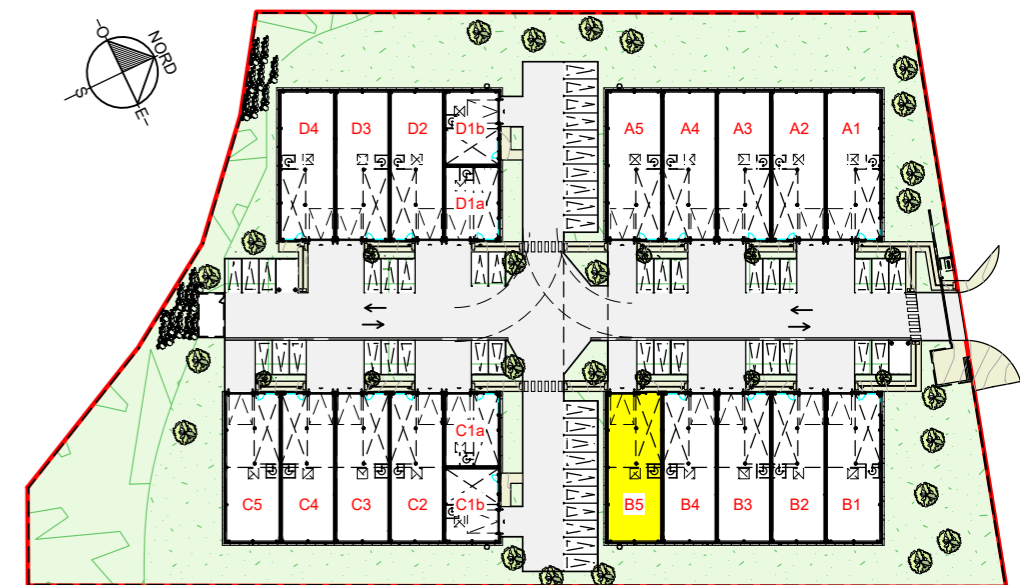 NORD
-O-
-S-
-E-
D4 D3 D2 D1b A5 A4 A3 A2 A1
D1a
C1a
C5 C4 C3 C2 C1b B5 B4 B3 B2 B1